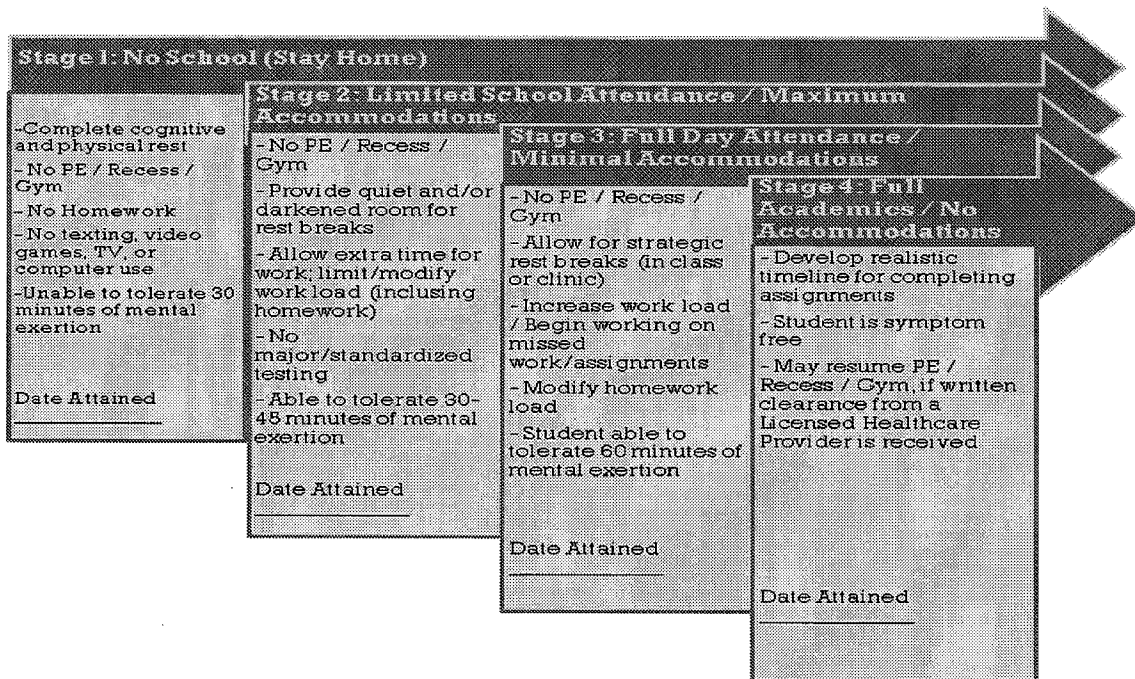 Stage 1: No School (Stay Home)
-Complete cognitive
and physical rest
-No PE / Recess /
Gym
-No Homework
-No texting, video
games, TV, or
computer use
-Unable to tolerate 30
minutes of mental
exertion
Date Attained
Stage 2: Limited School Attendance / Maximum
Accommodations
-No PE / Recess /
Gym
-Provide quiet and/or
darkened room for
rest breaks
-Allow extra time for
work; limit/modify
work load (inclusing
homework)
-No
major/standardized
testing
-Able to tolerate 30-
45 minutes of mental
exertion
Date Attained
Stage 3: Full Day Attendance /
Minimal Accommodations
-No PE / Recess /
Gym
-Allow for strategic
rest breaks (in class
or clinic)
-Increase work load
/ Begin working on
missed
work/assignments
-Modify homework
load
-Student able to
tolerate 60 minutes of
mental exertion
Date Attained
Stage 4: Full
Academics / No
Accommodations
-Develop realistic
timeline for completing
assignments
-Student is symptom
free
-May resume PE /
Recess / Gym, if written
clearance from a
Licensed Healthcare
Provider is received
Date Attained